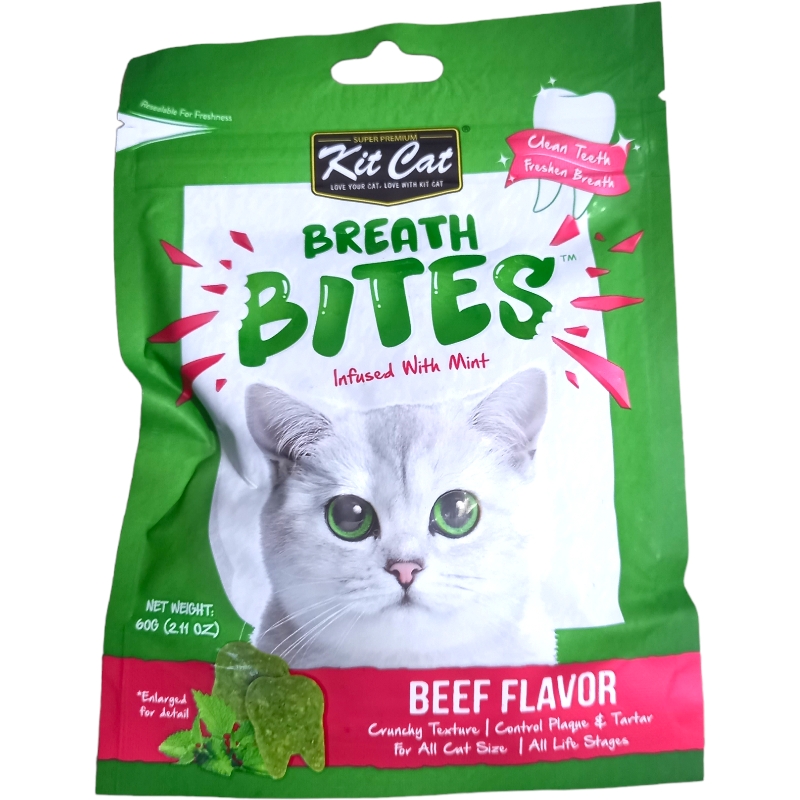 Resealable For Freshness
SUPER PREMIUM
Kit Cat®
LOVE YOUR CAT, LOVE WITH KIT CAT
Clean Teeth
Freshen Breath
BREATH
BITES™
Infused With Mint
NET WEIGHT:
60G (2.11 OZ)
*Enlarged
for detail
BEEF FLAVOR
Crunchy Texture | Control Plaque & Tartar
For All Cat Size | All Life Stages